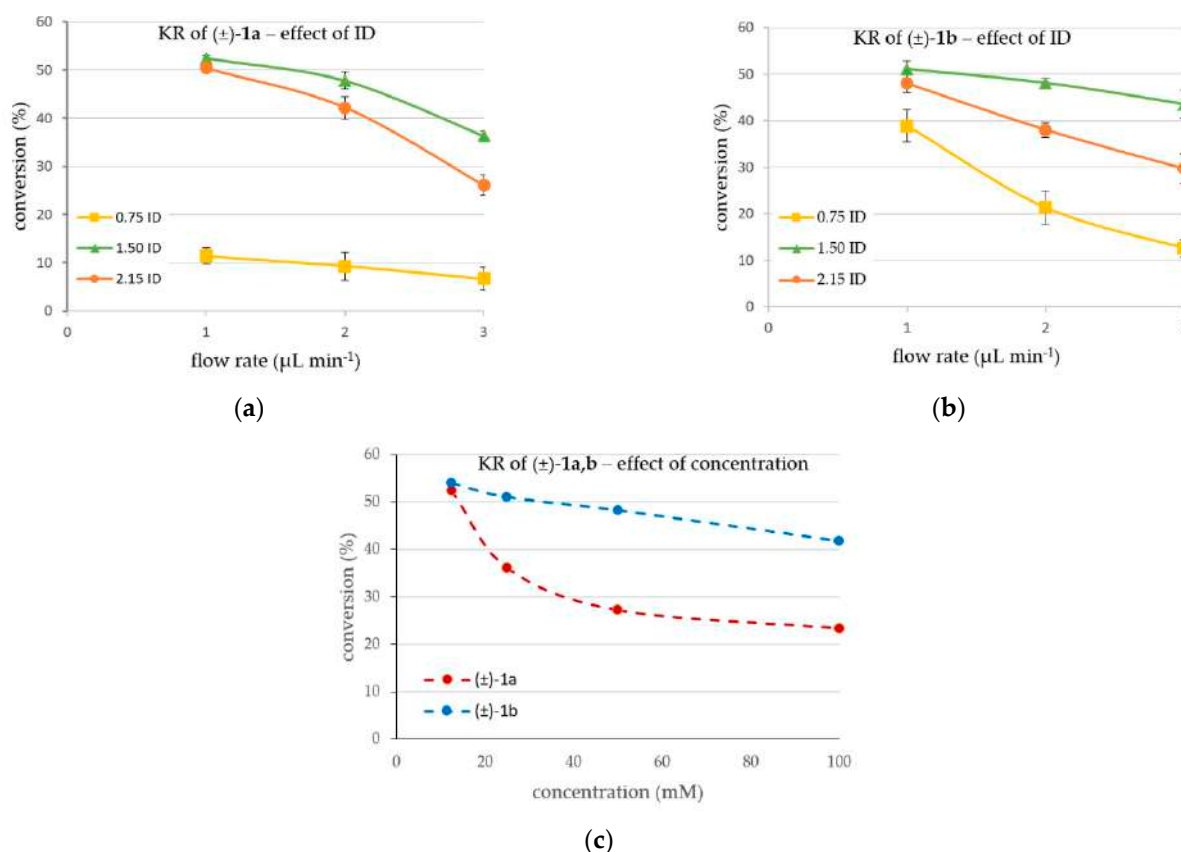 KR of (±)-1a – effect of ID
60
50
40
30
20
10
0
conversion (%)
0.75 ID
1.50 ID
2.15 ID
0
1
2
3
flow rate (µL min⁻¹)
(a)
KR of (±)-1b – effect of ID
60
50
40
30
20
10
0
conversion (%)
0.75 ID
1.50 ID
2.15 ID
0
1
2
flow rate (µL min⁻¹)
(b)
KR of (±)-1a,b – effect of concentration
60
50
40
30
20
10
0
conversion (%)
(±)-1a
(±)-1b
0
20
40
60
80
100
concentration (mM)
(c)